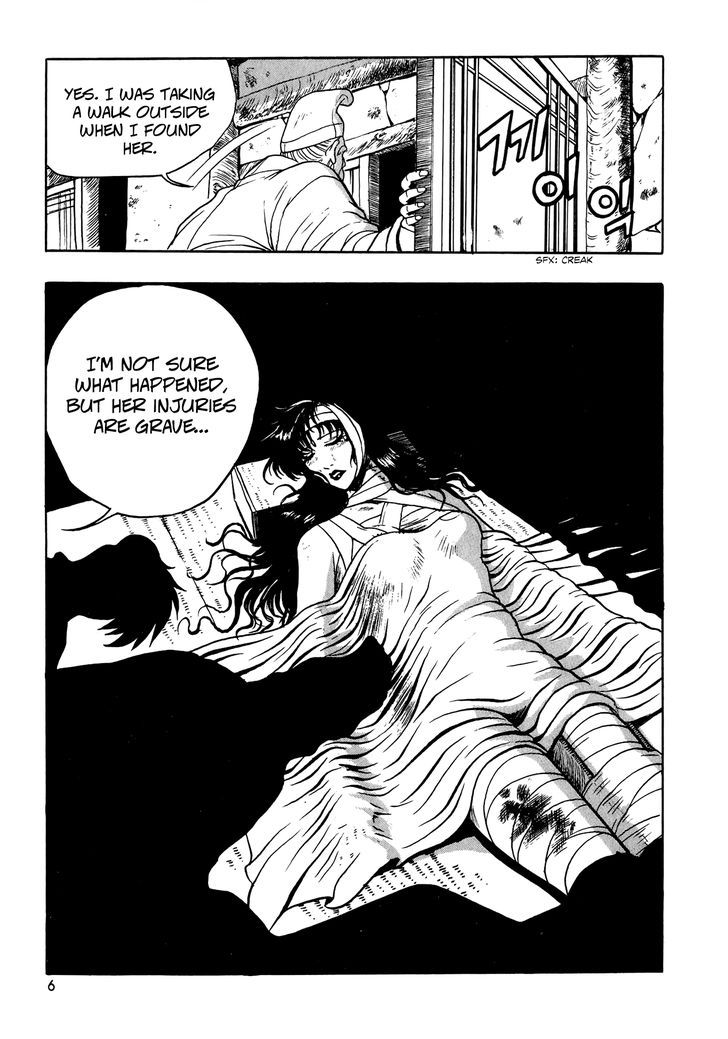 YES. I WAS TAKING
A WALK OUTSIDE
WHEN I FOUND
HER.
끼이익
SFX: CREAK
I'M NOT SURE
WHAT HAPPENED,
BUT HER INJURIES
ARE GRAVE...
6